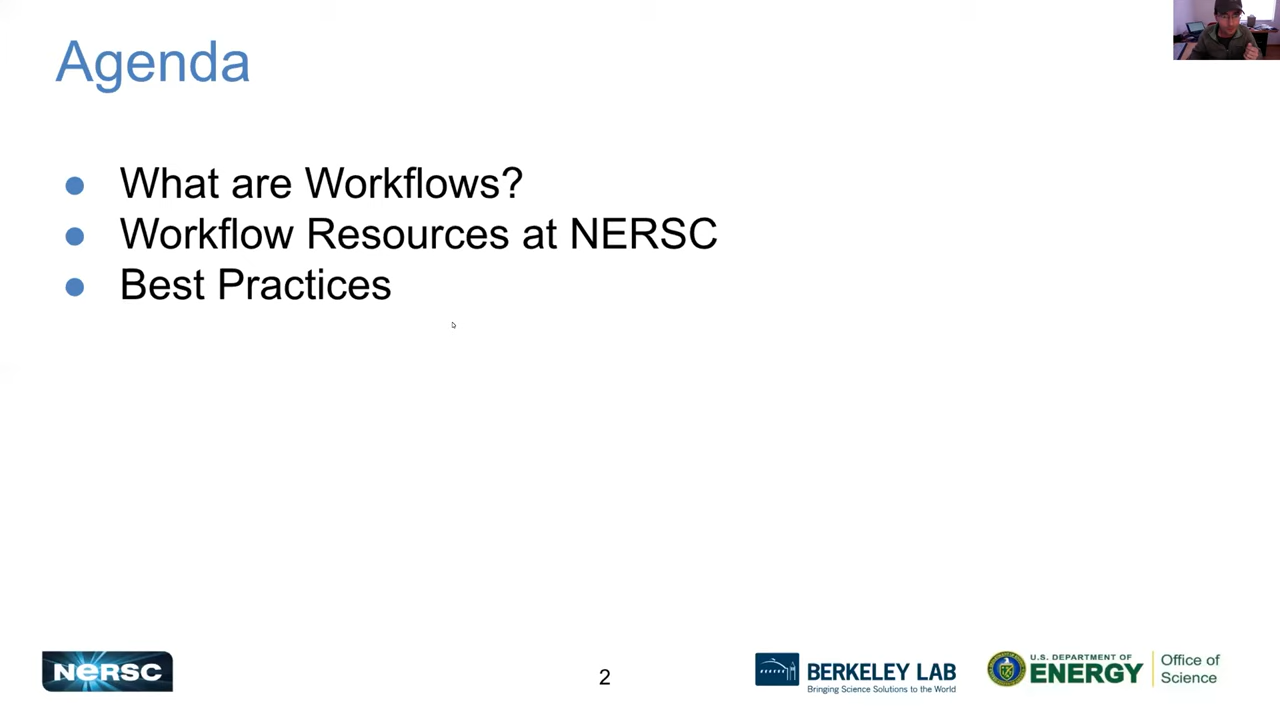 Agenda
What are Workflows?
Workflow Resources at NERSC
Best Practices
NERSC
2
BERKELEY LAB
Bringing Science Solutions to the World
U.S. DEPARTMENT OF
ENERGY
Office of
Science